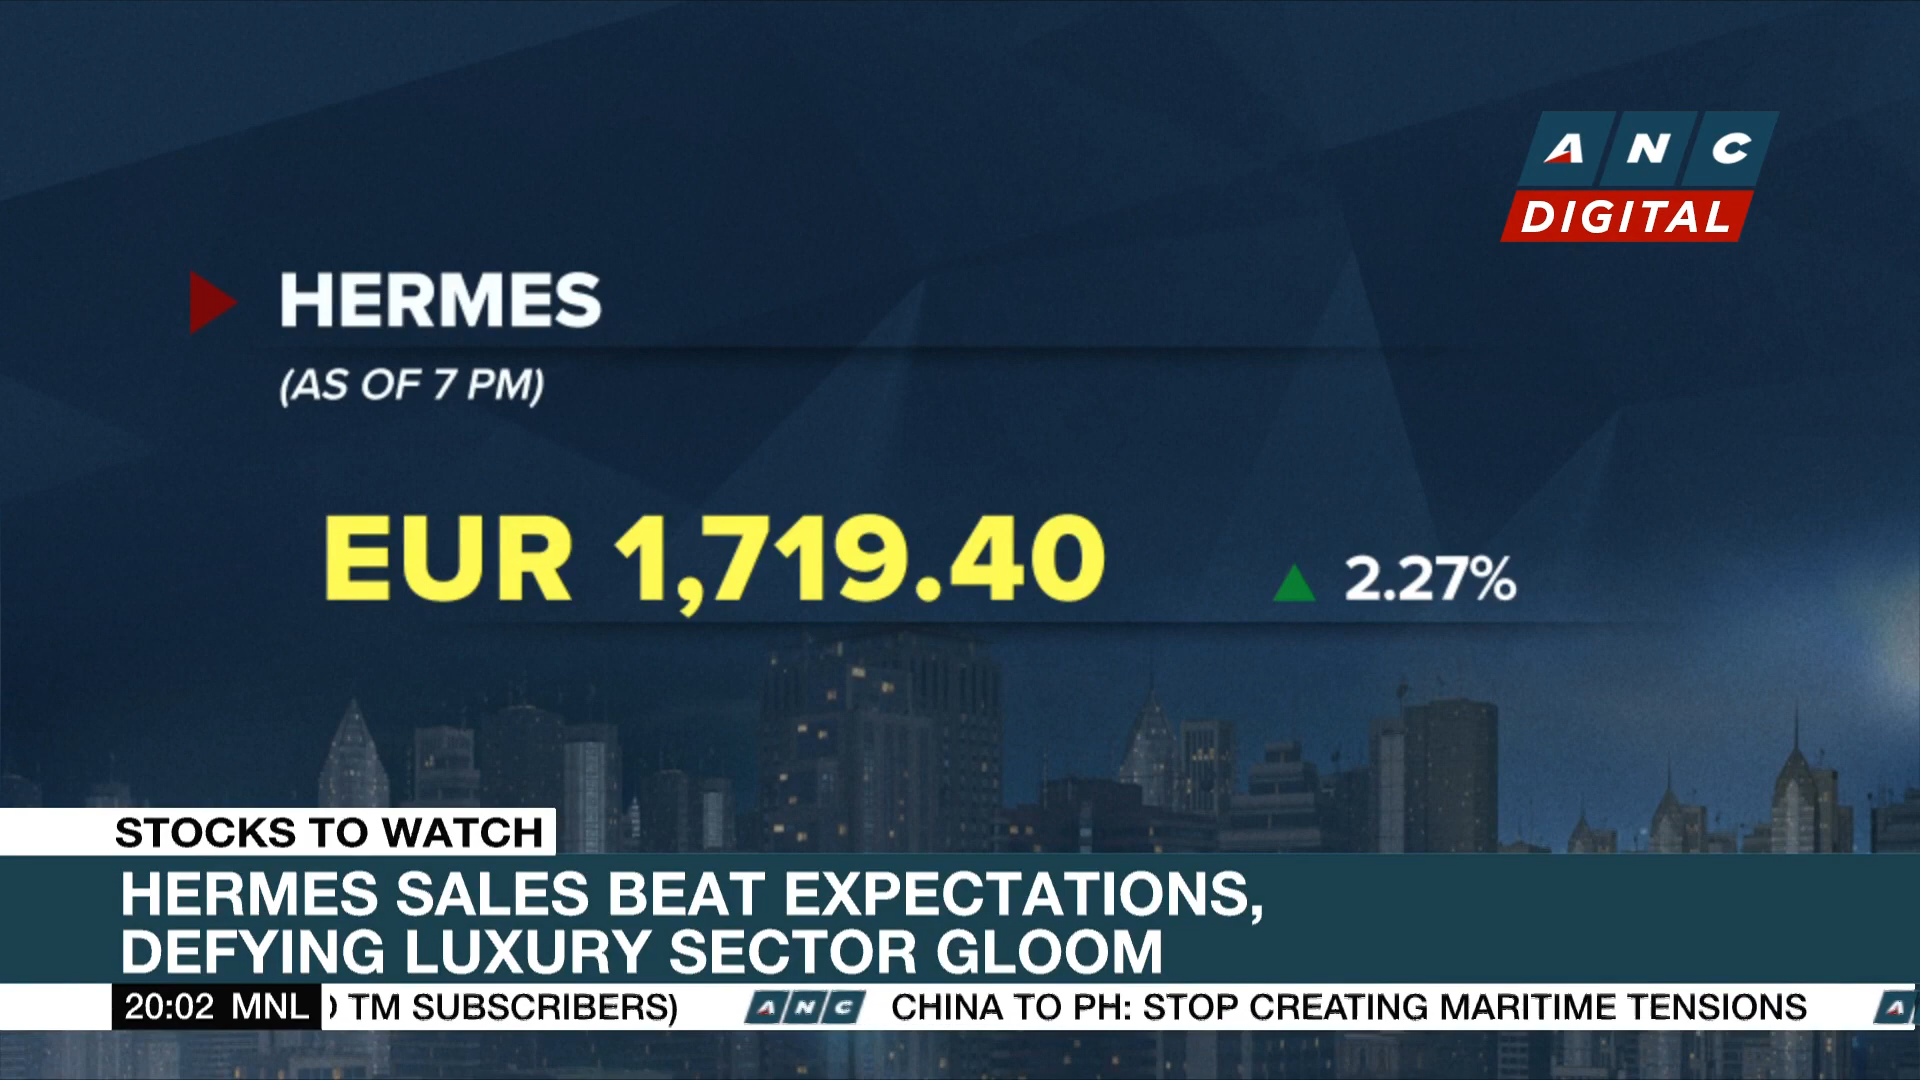 ANC
DIGITAL
HERMES
(AS OF 7 PM)
EUR 1,719.40
2.27%
STOCKS TO WATCH
HERMES SALES BEAT EXPECTATIONS,
DEFYING LUXURY SECTOR GLOOM
20:02 MNL TM SUBSCRIBERS) ANC CHINA TO PH: STOP CREATING MARITIME TENSIONS A